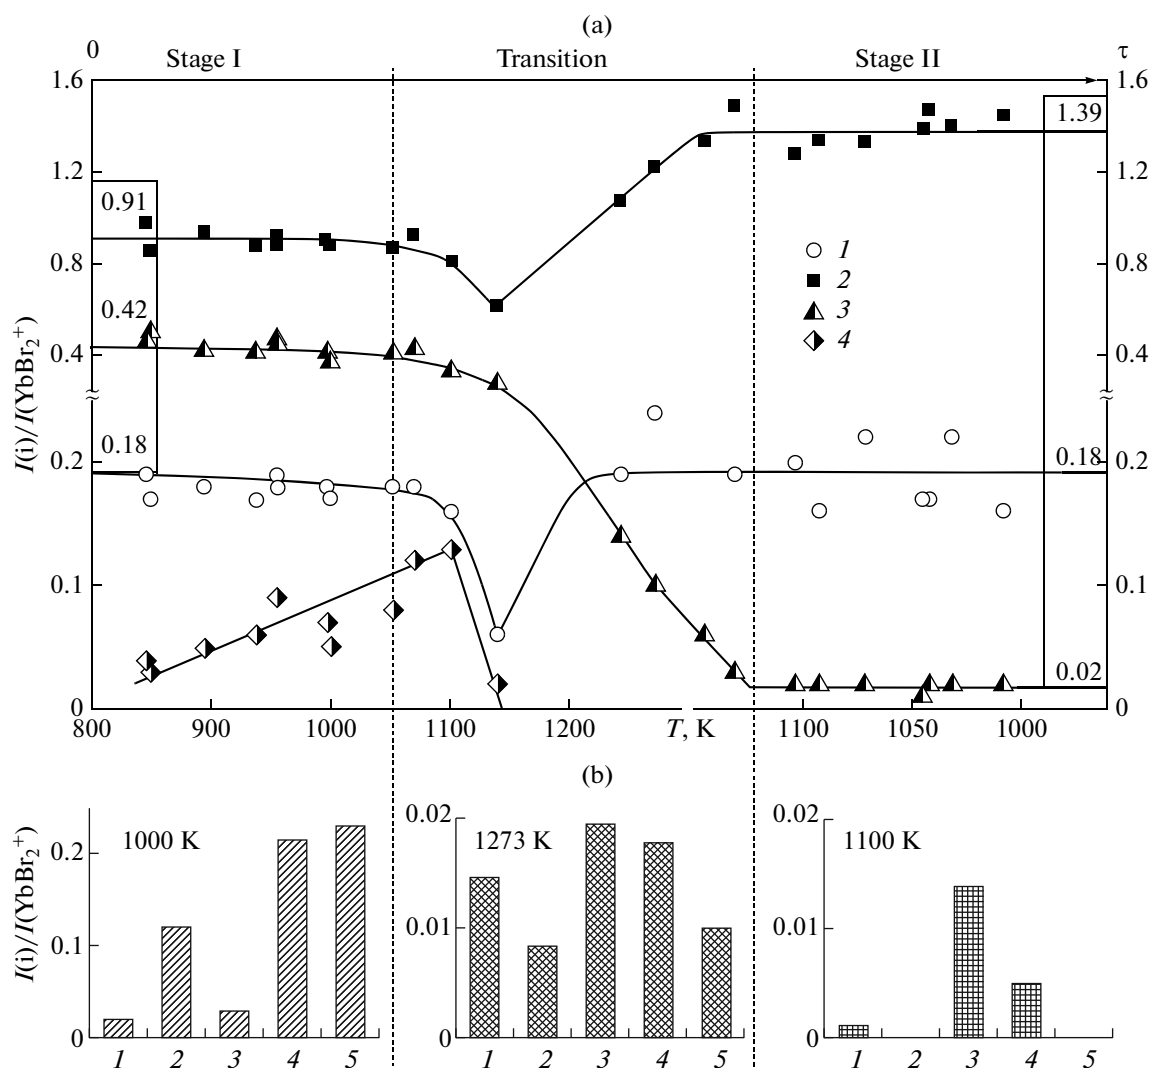 (a)
0 Stage I Transition Stage II τ
1.6 1.6
1.39
1.2 1.2
0.91
1
2
0.8 0.8
3
0.42
4
0.4 0.4
I(i)/I(YbBr₂⁺)
0.18 0.18
0.2 0.2
0.1 0.1
0.02
0 0
800 900 1000 1100 1200 T, K 1100 1050 1000
(b)
I(i)/I(YbBr₂⁺)
1000 K
0.2
0.1
0
1 2 3 4 5
0.02
1273 K
0.01
0
1 2 3 4 5
0.02
1100 K
0.01
0
1 2 3 4 5